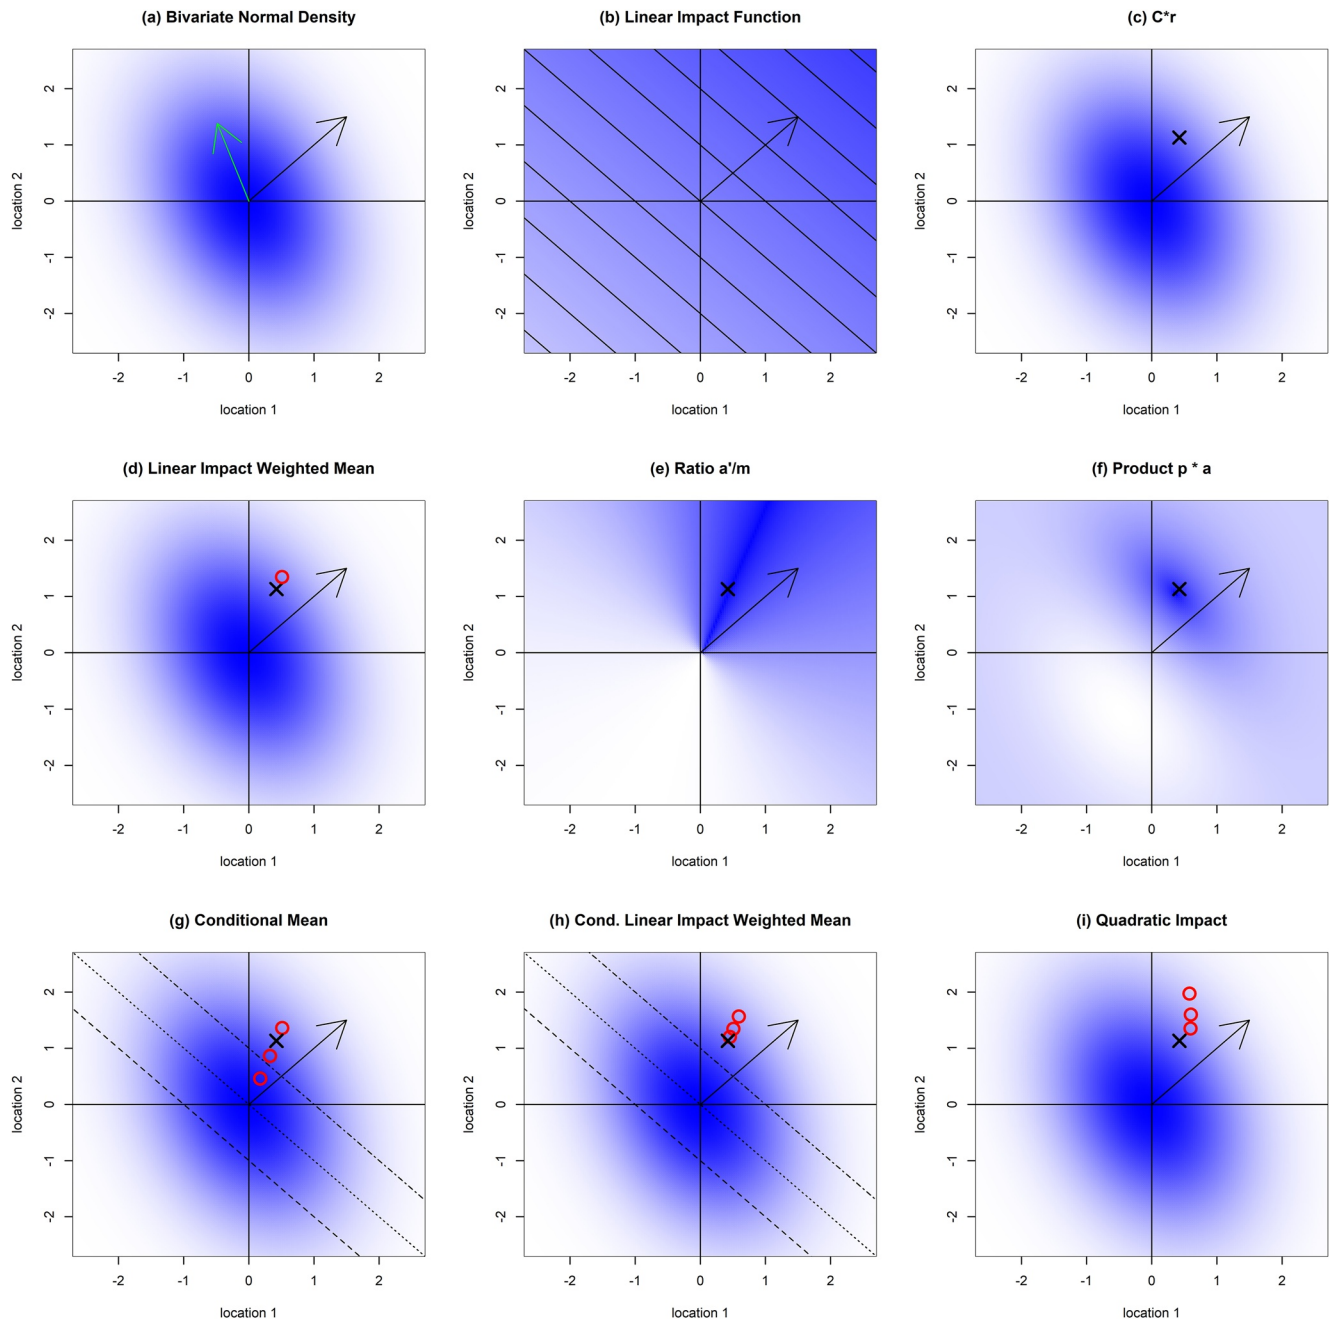 (a) Bivariate Normal Density
(b) Linear Impact Function
(c) C*r
2
1
0
-1
-2
location 2
-2 -1 0 1 2
location 1
2
1
0
-1
-2
location 2
-2 -1 0 1 2
location 1
2
1
0
-1
-2
location 2
-2 -1 0 1 2
location 1
(d) Linear Impact Weighted Mean
(e) Ratio a'/m
(f) Product p * a
2
1
0
-1
-2
location 2
-2 -1 0 1 2
location 1
2
1
0
-1
-2
location 2
-2 -1 0 1 2
location 1
2
1
0
-1
-2
location 2
-2 -1 0 1 2
location 1
(g) Conditional Mean
(h) Cond. Linear Impact Weighted Mean
(i) Quadratic Impact
2
1
0
-1
-2
location 2
-2 -1 0 1 2
location 1
2
1
0
-1
-2
location 2
-2 -1 0 1 2
location 1
2
1
0
-1
-2
location 2
-2 -1 0 1 2
location 1